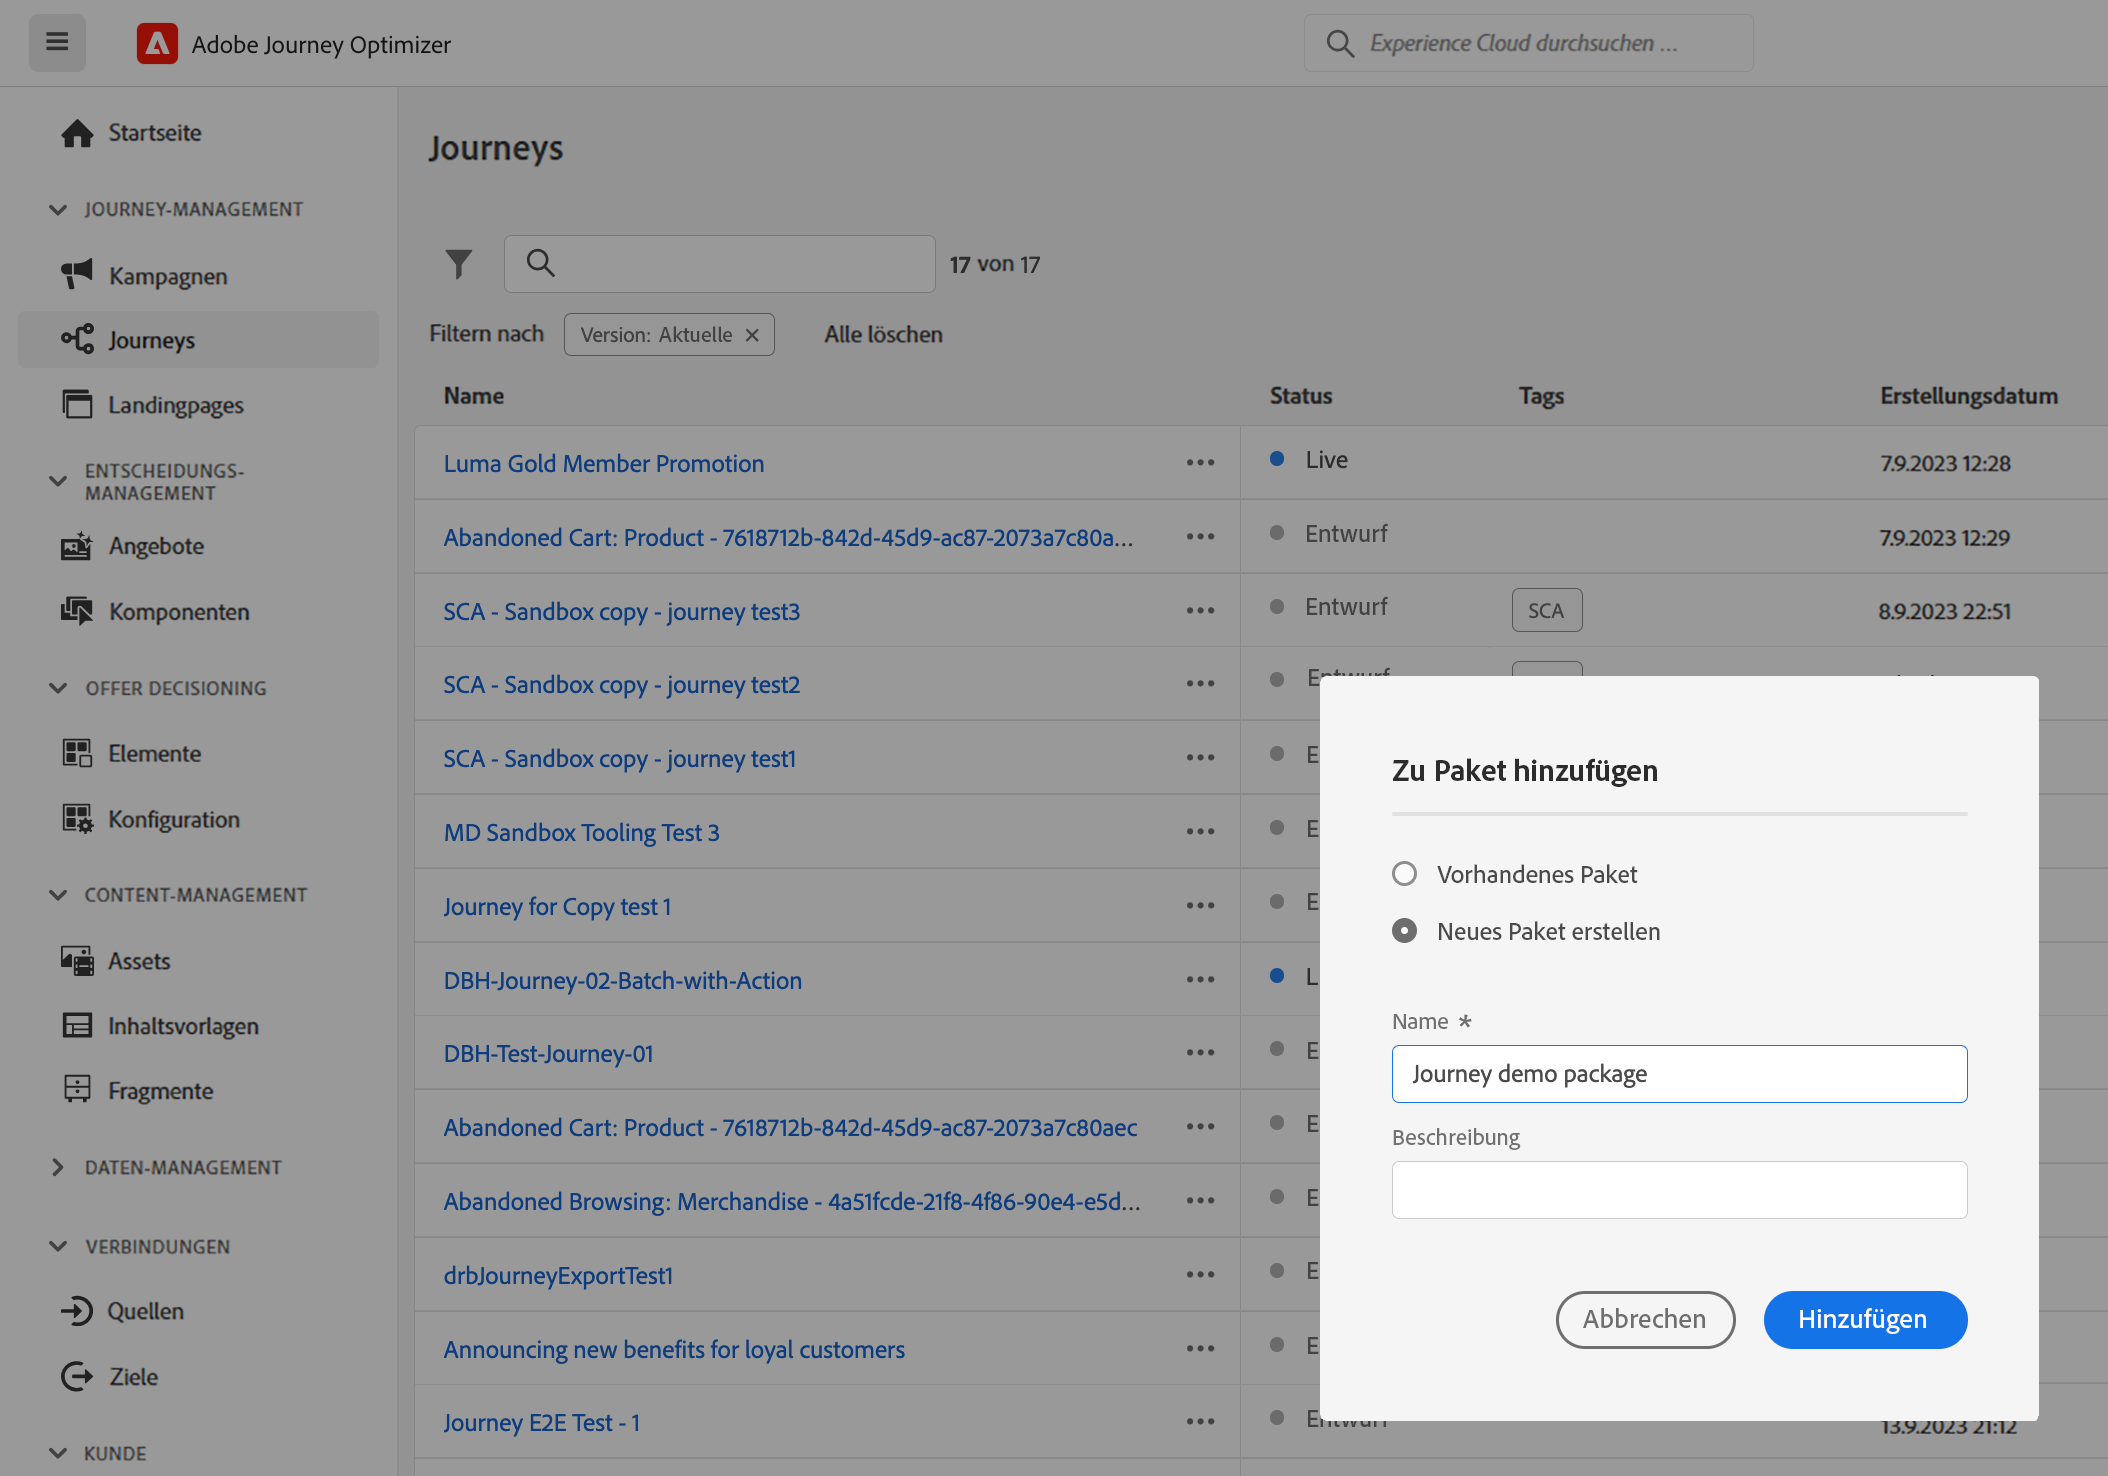 Adobe Journey Optimizer
Experience Cloud durchsuchen ...
Startseite
JOURNEY-MANAGEMENT
Kampagnen
Journeys
Landingpages
ENTSCHEIDUNGS-
MANAGEMENT
Angebote
Komponenten
OFFER DECISIONING
Elemente
Konfiguration
CONTENT-MANAGEMENT
Assets
Inhaltsvorlagen
Fragmente
DATEN-MANAGEMENT
VERBINDUNGEN
Quellen
Ziele
KUNDE
Journeys
17 von 17
Filtern nach Version: Aktuelle Alle löschen
Name Status Tags Erstellungsdatum
Luma Gold Member Promotion Live 7.9.2023 12:28
Abandoned Cart: Product - 7618712b-842d-45d9-ac87-2073a7c80a... Entwurf 7.9.2023 12:29
SCA - Sandbox copy - journey test3 Entwurf SCA 8.9.2023 22:51
SCA - Sandbox copy - journey test2 Entwurf
SCA - Sandbox copy - journey test1 E
MD Sandbox Tooling Test 3 E
Journey for Copy test 1 E
DBH-Journey-02-Batch-with-Action L
DBH-Test-Journey-01 E
Abandoned Cart: Product - 7618712b-842d-45d9-ac87-2073a7c80aec E
Abandoned Browsing: Merchandise - 4a51fcde-21f8-4f86-90e4-e5d... E
drbJourneyExportTest1 E
Announcing new benefits for loyal customers E
Journey E2E Test - 1 Entwurf 13.9.2023 21:12
Zu Paket hinzufügen
Vorhandenes Paket
Neues Paket erstellen
Name *
Journey demo package
Beschreibung
Abbrechen Hinzufügen